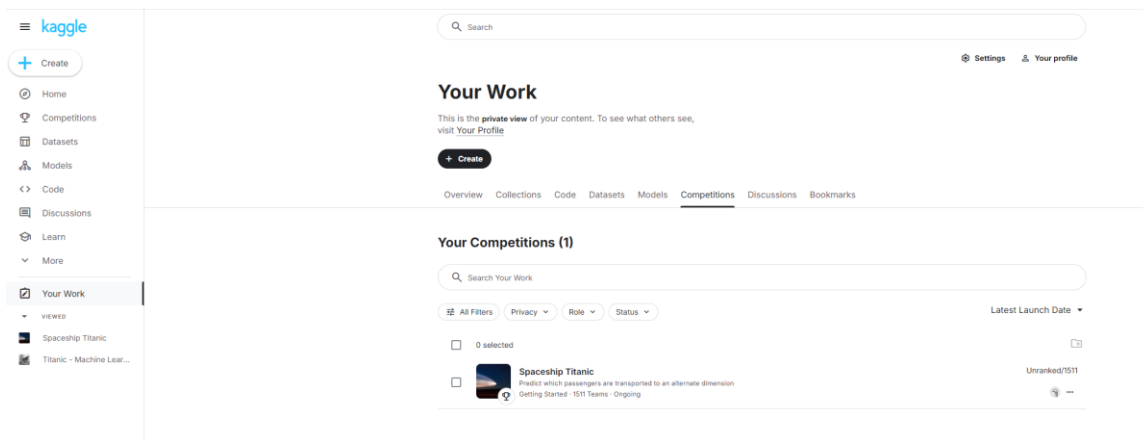 kaggle
Search
Create
Settings Your profile
Home
Competitions
Datasets
Models
Code
Discussions
Learn
More
Your Work
VIEWED
Spaceship Titanic
Titanic - Machine Lear...
Your Work
This is the private view of your content. To see what others see,
visit Your Profile
+ Create
Overview Collections Code Datasets Models Competitions Discussions Bookmarks
Your Competitions (1)
Search Your Work
All Filters Privacy Role Status Latest Launch Date
0 selected
Spaceship Titanic Unranked/1511
Predict which passengers are transported to an alternate dimension
Getting Started · 1511 Teams · Ongoing